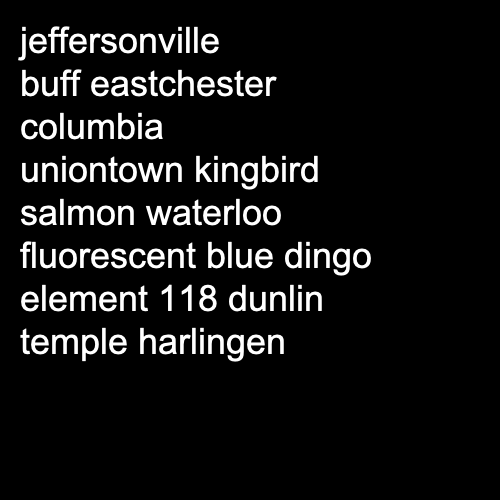 jeffersonville
buff eastchester
columbia
uniontown kingbird
salmon waterloo
fluorescent blue dingo
element 118 dunlin
temple harlingen